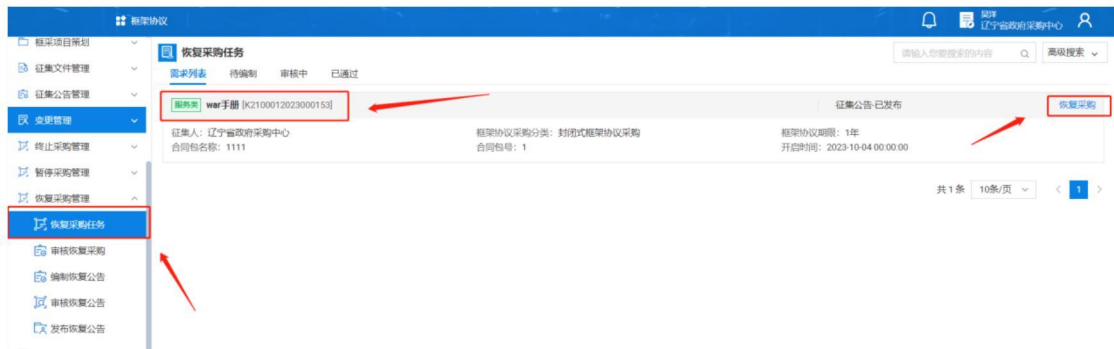 框架协议
吴洋
辽宁省政府采购中心
框采项目策划
征集文件管理
征集公告管理
变更管理
终止采购管理
暂停采购管理
恢复采购管理
恢复采购任务
审核恢复采购
编制恢复公告
审核恢复公告
发布恢复公告
恢复采购任务
请输入您要搜索的内容
高级搜索
需求列表 待编制 审核中 已通过
服务类 war手册 [K2100012023000153] 征集公告-已发布 恢复采购
征集人：辽宁省政府采购中心 框架协议采购分类：封闭式框架协议采购 框架协议期限：1年
合同包名称：1111 合同包号：1 开启时间：2023-10-04 00:00:00
共1条 10条/页 < 1 >